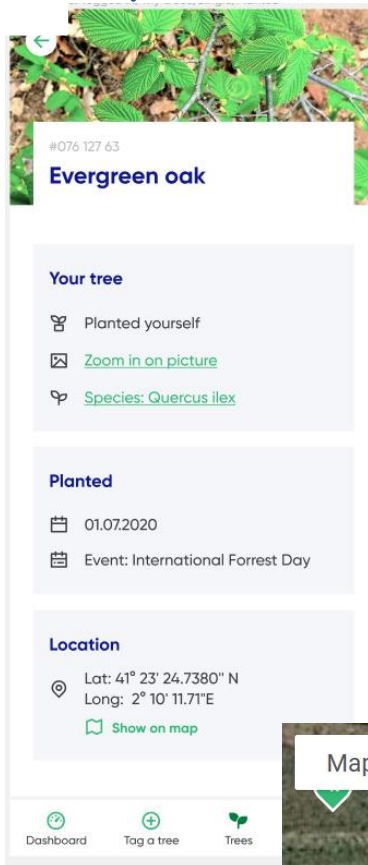 #076 127 63
Evergreen oak
Your tree
Planted yourself
Zoom in on picture
Species: Quercus ilex
Planted
01.07.2020
Event: International Forrest Day
Location
Lat: 41° 23' 24.7380" N
Long: 2° 10' 11.71"E
Show on map
Map
Dashboard
Tag a tree
Trees